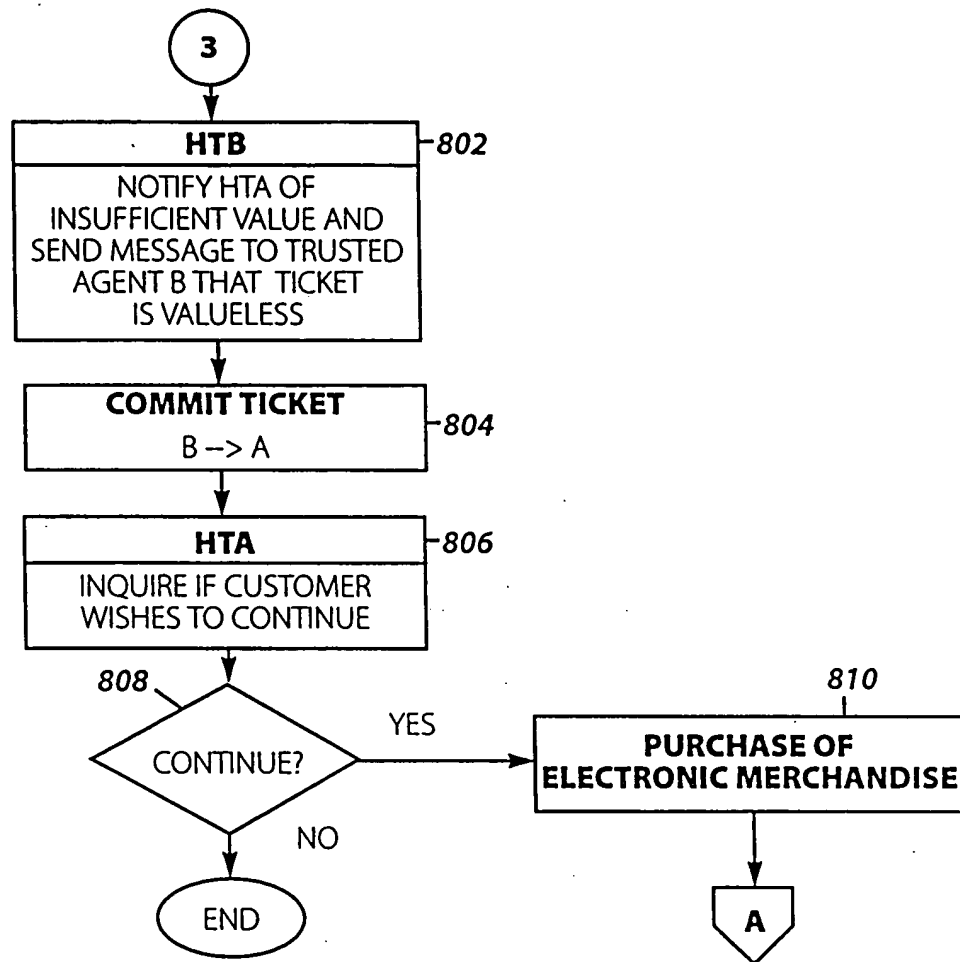 3
HTB
802
NOTIFY HTA OF
INSUFFICIENT VALUE AND
SEND MESSAGE TO TRUSTED
AGENT B THAT TICKET
IS VALUELESS
COMMIT TICKET
804
B --> A
HTA
806
INQUIRE IF CUSTOMER
WISHES TO CONTINUE
808
CONTINUE?
YES
810
PURCHASE OF
ELECTRONIC MERCHANDISE
NO
END
A